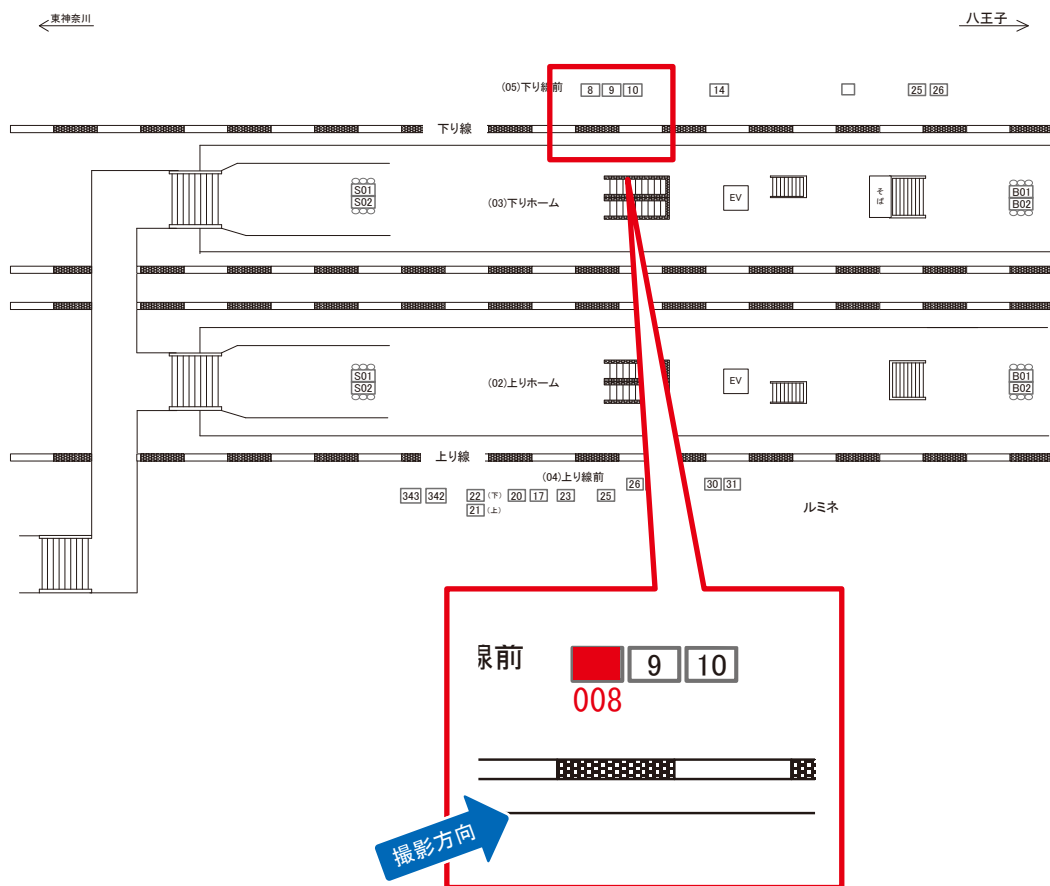 東神奈川
八王子
(05)下り線前
8 9 10
14
25 26
下り線
S01
S02
(03)下りホーム
EV
そば
B01
B02
S01
S02
(02)上りホーム
EV
B01
B02
上り線
(04)上り線前
26
30 31
343 342
22 (下) 20 17 23
25
21 (上)
ルミネ
線前
9
10
008
撮影方向